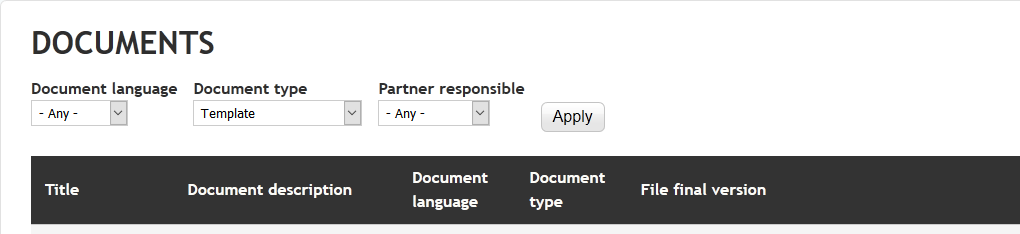 DOCUMENTS
Document language Document type Partner responsible
- Any - Template - Any - Apply
Title Document description Document language Document type File final version